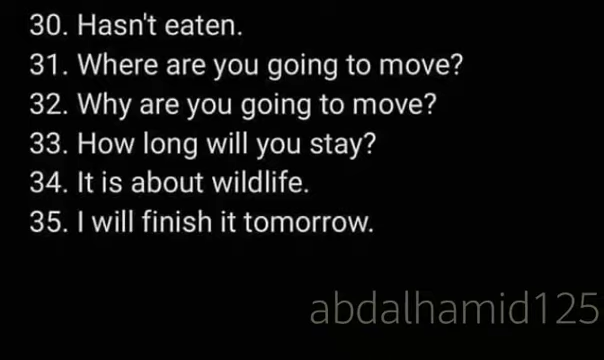 30. Hasn't eaten.
31. Where are you going to move?
32. Why are you going to move?
33. How long will you stay?
34. It is about wildlife.
35. I will finish it tomorrow.
abdalhamid125